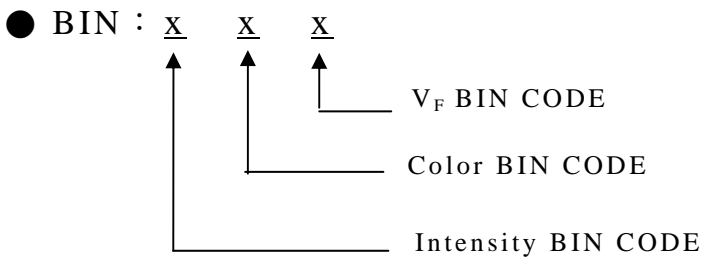 ● BIN：x x x
V_F BIN CODE
Color BIN CODE
Intensity BIN CODE